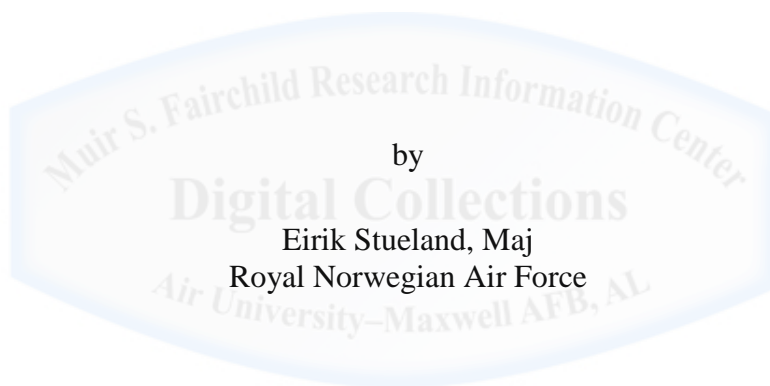 Muir S. Fairchild Research Information Center
by
Digital Collections
Eirik Stueland, Maj
Royal Norwegian Air Force
Air University–Maxwell AFB, AL